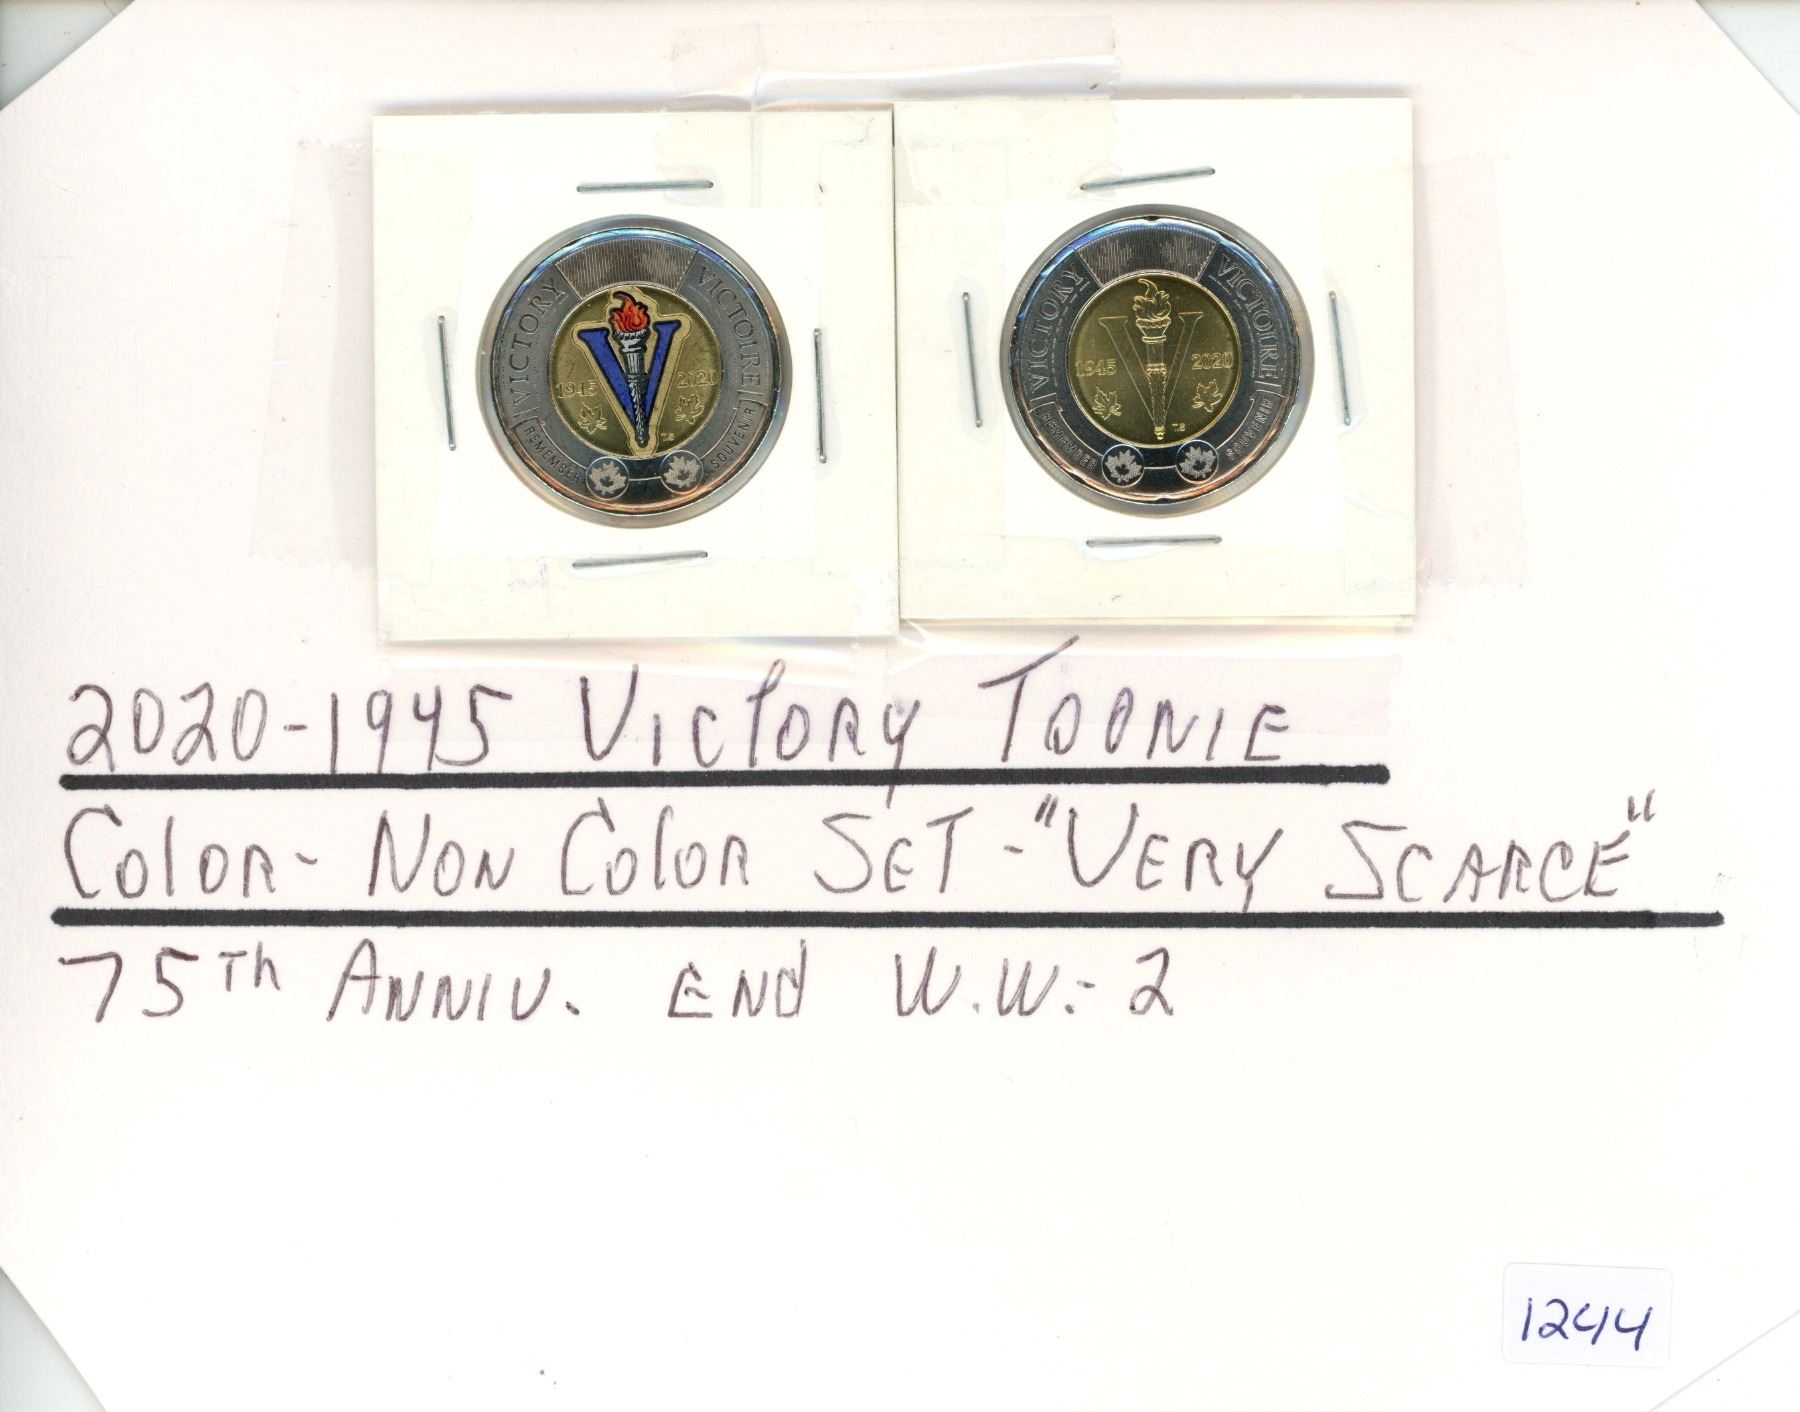 VICTORY VICTOIRE
1945 2020
T.S
REMEMBER SOUVENIR
VICTORY VICTOIRE
1945 2020
T.S
REMEMBER SOUVENIR
2020-1945 VICTORY TOONIE
COLOR- NON COLOR SET-"VERY SCARCE"
75Th ANNIV. END W.W.-2
1244